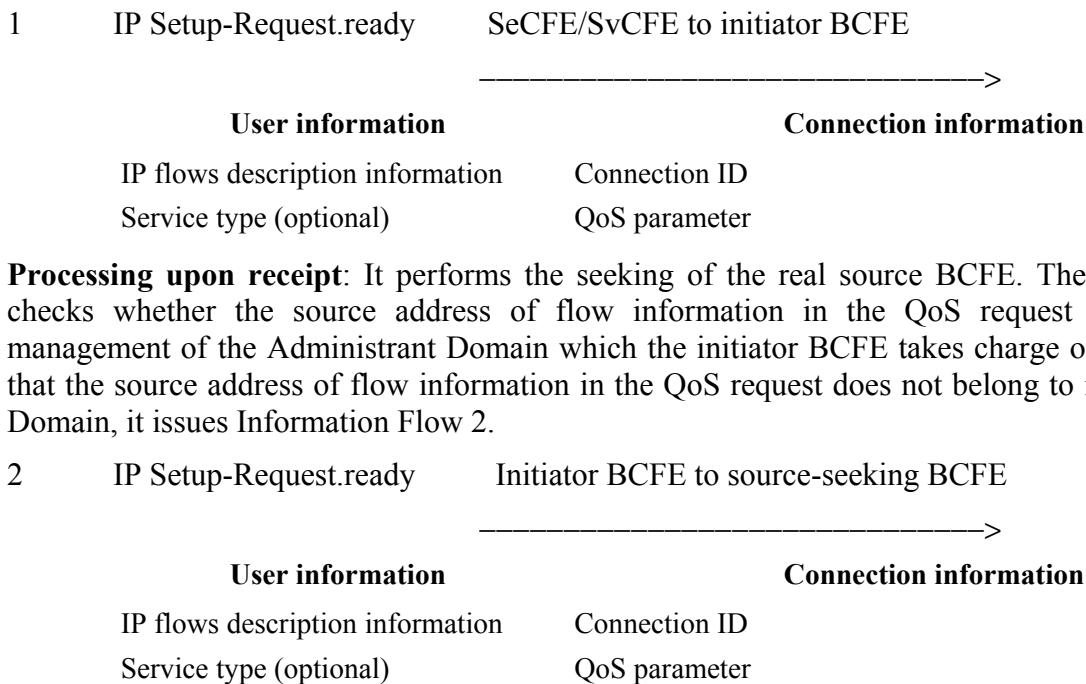 1 IP Setup-Request.ready SeCFE/SvCFE to initiator BCFE
––––––––––––––––––––––––––––––>
User information Connection information
IP flows description information Connection ID
Service type (optional) QoS parameter
Processing upon receipt: It performs the seeking of the real source BCFE. The
checks whether the source address of flow information in the QoS request
management of the Administrant Domain which the initiator BCFE takes charge o
that the source address of flow information in the QoS request does not belong to
Domain, it issues Information Flow 2.
2 IP Setup-Request.ready Initiator BCFE to source-seeking BCFE
––––––––––––––––––––––––––––––>
User information Connection information
IP flows description information Connection ID
Service type (optional) QoS parameter